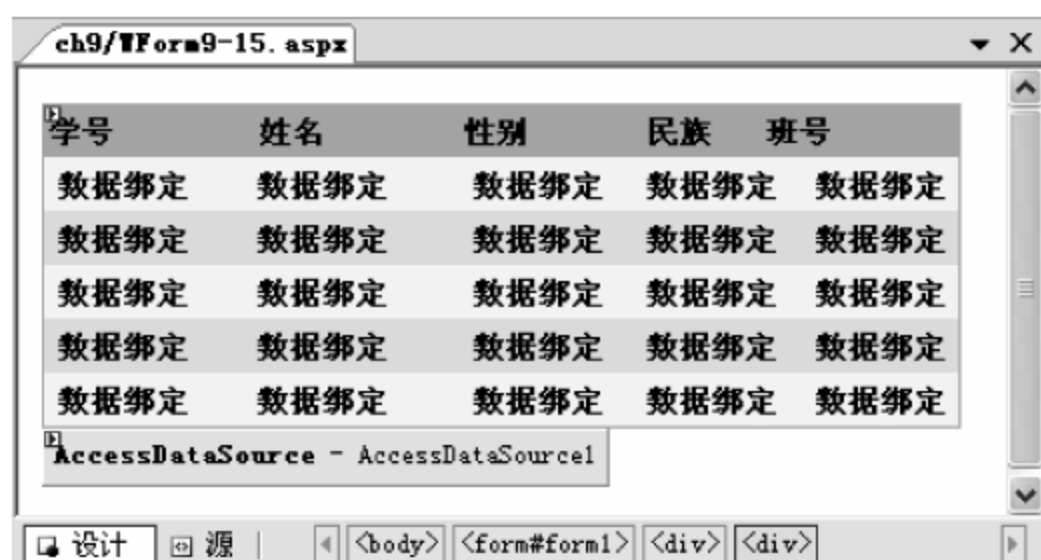 ch9/WForm9-15.aspx
学号 姓名 性别 民族 班号
数据绑定 数据绑定 数据绑定 数据绑定 数据绑定
数据绑定 数据绑定 数据绑定 数据绑定 数据绑定
数据绑定 数据绑定 数据绑定 数据绑定 数据绑定
数据绑定 数据绑定 数据绑定 数据绑定 数据绑定
数据绑定 数据绑定 数据绑定 数据绑定 数据绑定
AccessDataSource - AccessDataSource1
设计 源 <body> <form#form1> <div> <div>